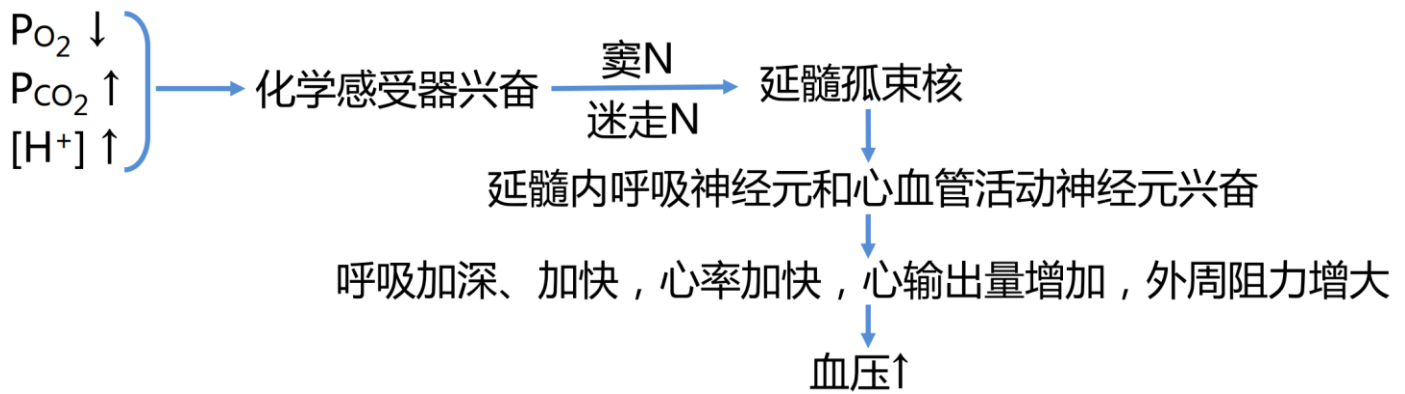 PO₂ ↓
PCO₂ ↑
[H⁺] ↑
化学感受器兴奋
窦N
迷走N
延髓孤束核
延髓内呼吸神经元和心血管活动神经元兴奋
呼吸加深、加快，心率加快，心输出量增加，外周阻力增大
血压↑